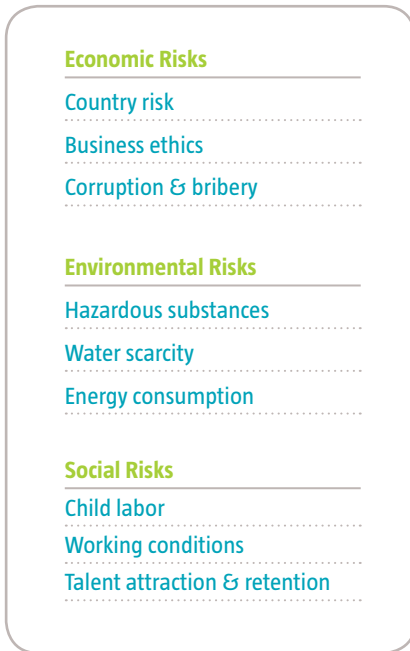 Economic Risks
Country risk
Business ethics
Corruption & bribery
Environmental Risks
Hazardous substances
Water scarcity
Energy consumption
Social Risks
Child labor
Working conditions
Talent attraction & retention